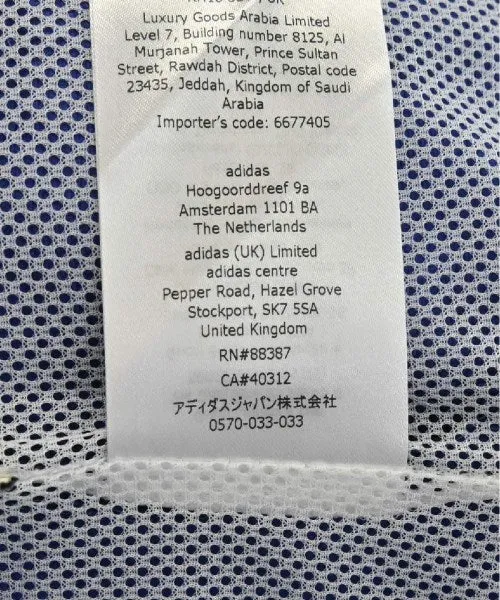 Luxury Goods Arabia Limited
Level 7, Building number 8125, Al
Murjanah Tower, Prince Sultan
Street, Rawdah District, Postal code
23435, Jeddah, Kingdom of Saudi
Arabia
Importer's code: 6677405
adidas
Hoogoorddreef 9a
Amsterdam 1101 BA
The Netherlands
adidas (UK) Limited
adidas centre
Pepper Road, Hazel Grove
Stockport, SK7 5SA
United Kingdom
RN#88387
CA#40312
アディダスジャパン株式会社
0570-033-033